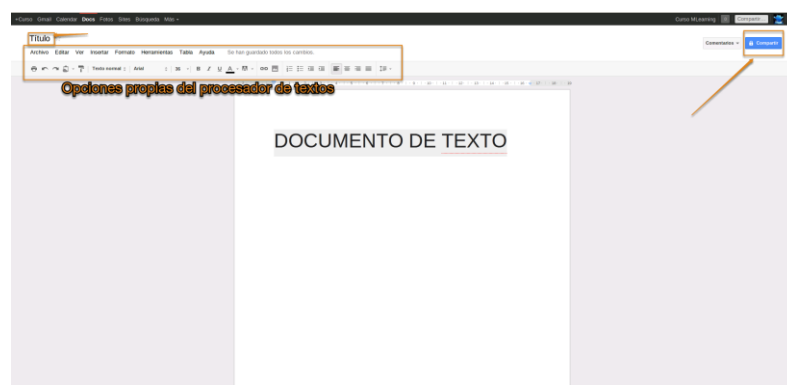 +Curso Gmail Calendar Docs Fotos Sites Búsqueda Más
Curso MLearning Compartir...
Título
Comentarios Compartir
Archivo Editar Ver Insertar Formato Herramientas Tabla Ayuda Se han guardado todos los cambios.
Texto normal Arial B I U A
Opciones propias del procesador de textos
DOCUMENTO DE TEXTO